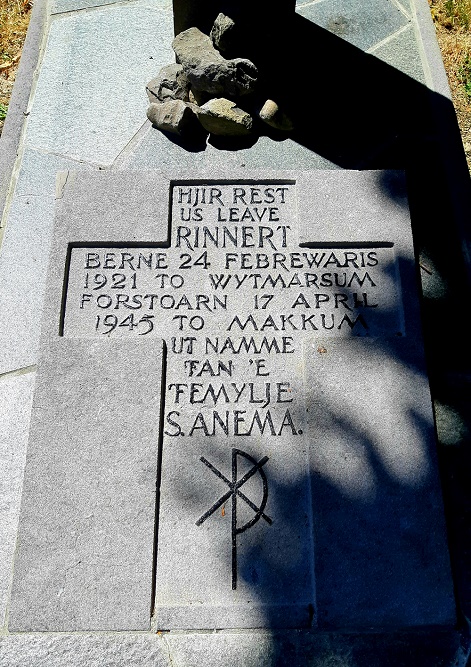 HJIR REST
US LEAVE
RINNERT
BERNE 24 FEBREWARIS
1921 TO WYTMARSUM
FORSTOARN 17 APRIL
1945 TO MAKKUM
UT NAMME
FAN 'E
FEMYLJE
S. ANEMA.